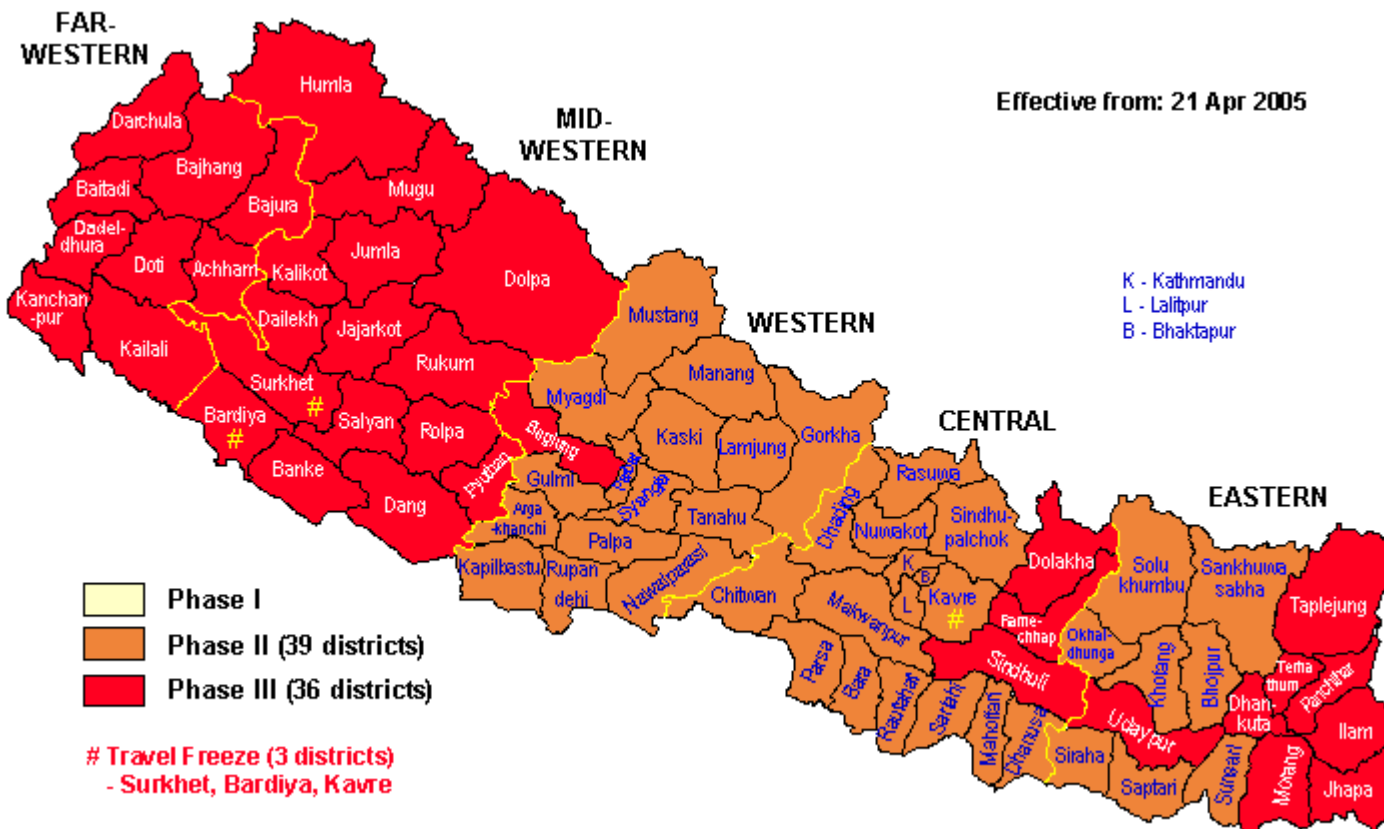 FAR-
WESTERN
Humla
Effective from: 21 Apr 2005
Darchula
MID-
WESTERN
Bajhang
Baitadi
Mugu
Bajura
Dadel-
dhura
Doti
Achham
Jumla
Kalikot
Dolpa
K - Kathmandu
L - Lalitpur
B - Bhaktapur
Kanchan
-pur
Dailekh
Jajarkot
Mustang
WESTERN
Kailali
Rukum
Manang
Surkhet
#
Myagdi
Bardiya
#
Salyan
Rolpa
Baglung
Kaski
Lamjung
Gorkha
CENTRAL
Banke
Pyuthan
Gulmi
Parbat
Syangja
Rasuwa
EASTERN
Dang
Arga
-khanchi
Tanahu
Dhading
Nuwakot
Sindhu-
palchok
Palpa
Dolakha
Solu
khumbu
Sankhuwa
sabha
Kapilbastu
Rupan
dehi
Nawalparasi
Chitwan
K
B
L
Kavre
#
Taplejung
Phase I
Makwanpur
Rame-
chhap
Okhal-
dhunga
Phase II (39 districts)
Parsa
Bara
Rautahat
Sarlahi
Sindhuli
Khotang
Bhojpur
Terha
thum
Panchthar
Phase III (36 districts)
Mahottari
Dhanusa
Udaypur
Dhan-
kuta
Ilam
# Travel Freeze (3 districts)
- Surkhet, Bardiya, Kavre
Siraha
Saptari
Sunsari
Morang
Jhapa